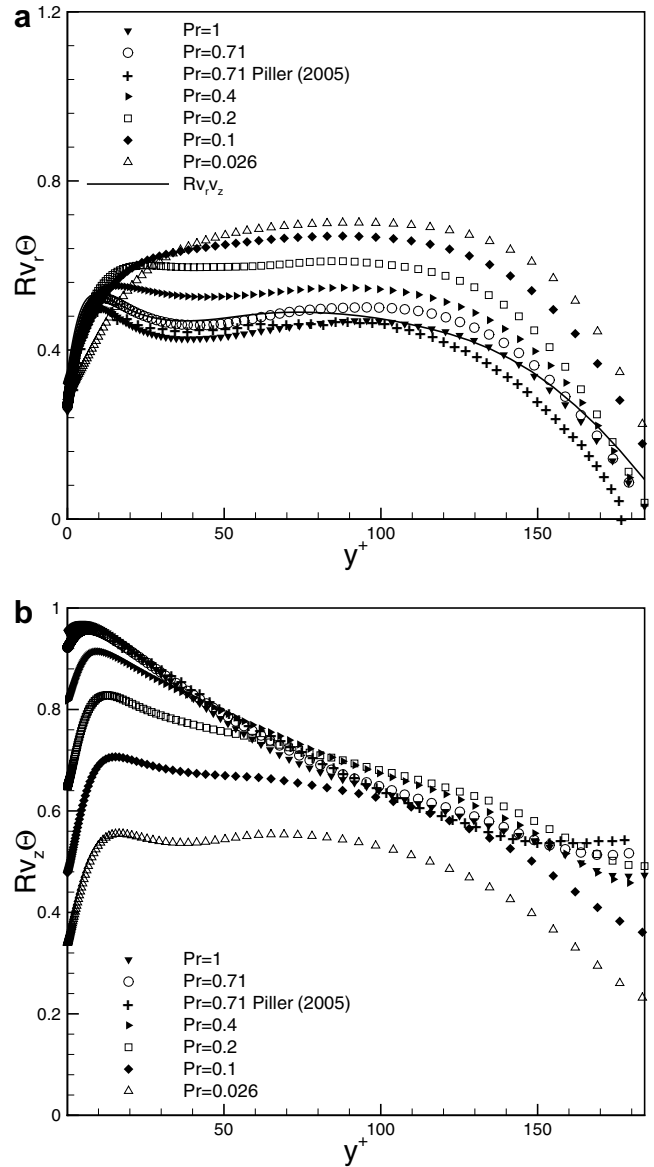 a
1.2
0.8
0.4
0
Rv_rΘ
Pr=1
Pr=0.71
Pr=0.71 Piller (2005)
Pr=0.4
Pr=0.2
Pr=0.1
Pr=0.026
Rv_rv_z
0 50 100 150
y⁺
b
1
0.8
0.6
0.4
0.2
0
Rv_zΘ
Pr=1
Pr=0.71
Pr=0.71 Piller (2005)
Pr=0.4
Pr=0.2
Pr=0.1
Pr=0.026
0 50 100 150
y⁺